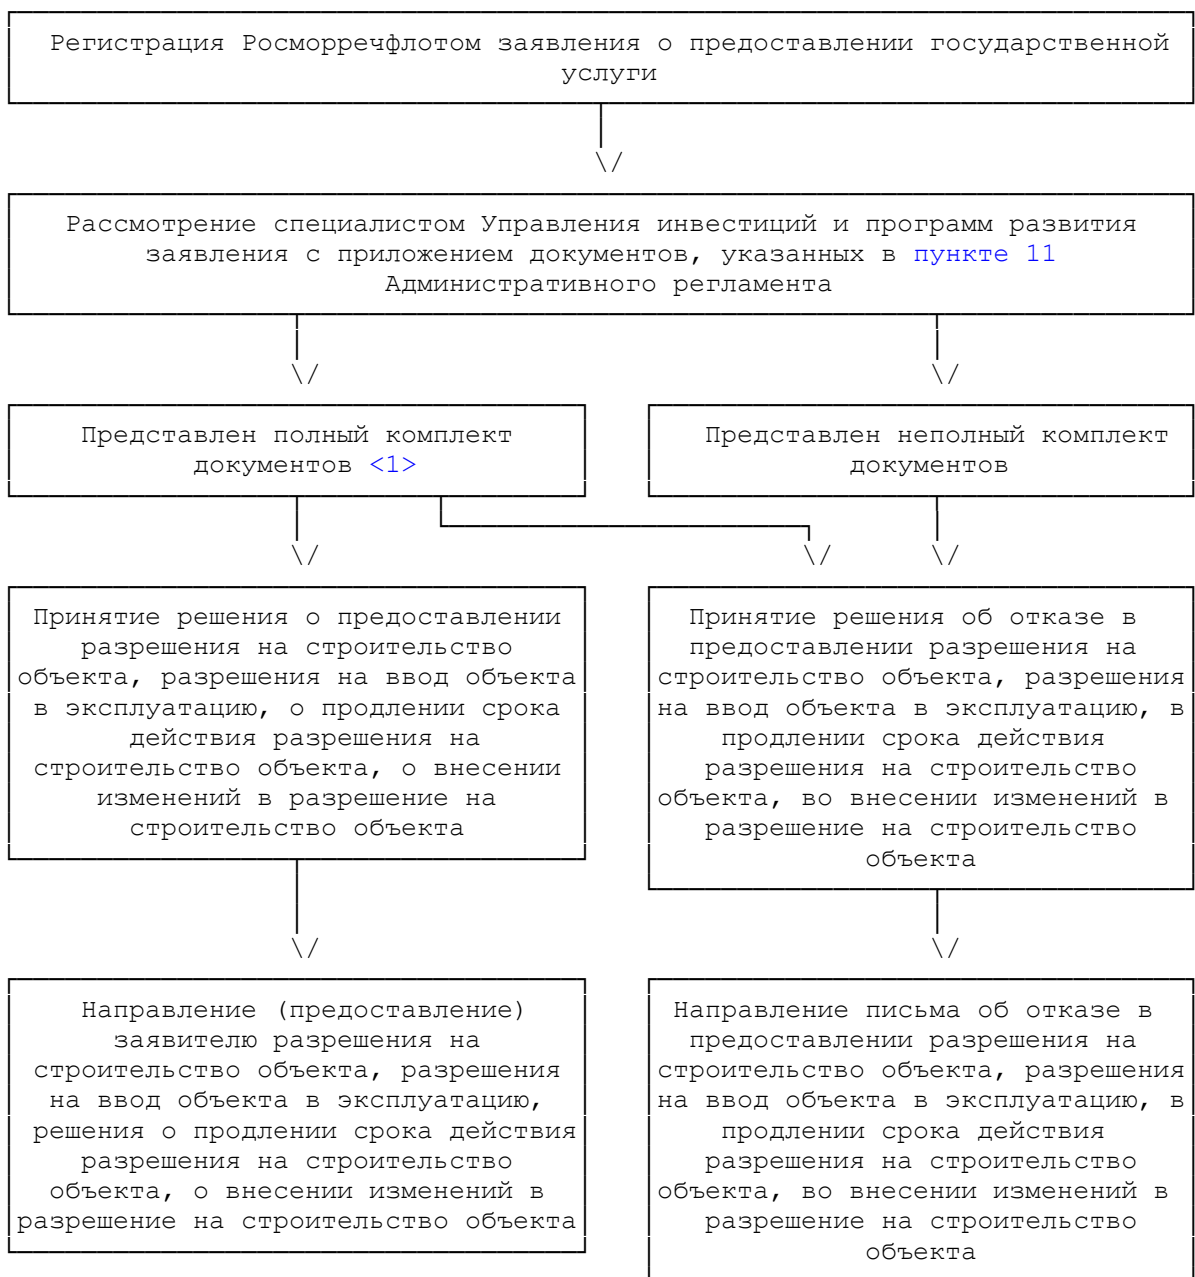 Регистрация Росморречфлотом заявления о предоставлении государственной
услуги
\/
Рассмотрение специалистом Управления инвестиций и программ развития
заявления с приложением документов, указанных в пункте 11
Административного регламента
\/
\/
Представлен полный комплект
документов <1>
Представлен неполный комплект
документов
\/
\/
\/
Принятие решения о предоставлении
разрешения на строительство
объекта, разрешения на ввод объекта
в эксплуатацию, о продлении срока
действия разрешения на
строительство объекта, о внесении
изменений в разрешение на
строительство объекта
Принятие решения об отказе в
предоставлении разрешения на
строительство объекта, разрешения
на ввод объекта в эксплуатацию, в
продлении срока действия
разрешения на строительство
объекта, во внесении изменений в
разрешение на строительство
объекта
\/
\/
Направление (предоставление)
заявителю разрешения на
строительство объекта, разрешения
на ввод объекта в эксплуатацию,
решения о продлении срока действия
разрешения на строительство
объекта, о внесении изменений в
разрешение на строительство объекта
Направление письма об отказе в
предоставлении разрешения на
строительство объекта, разрешения
на ввод объекта в эксплуатацию, в
продлении срока действия
разрешения на строительство
объекта, во внесении изменений в
разрешение на строительство
объекта